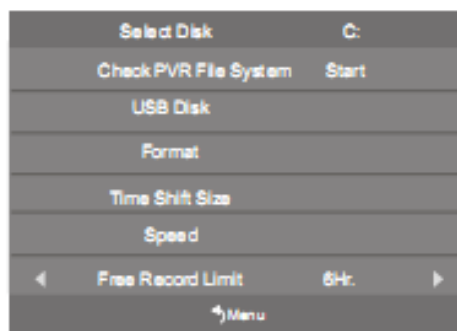 Select Disk C:
Check PVR File System Start
USB Disk
Format
Time Shift Size
Speed
Free Record Limit 6Hr.
Menu